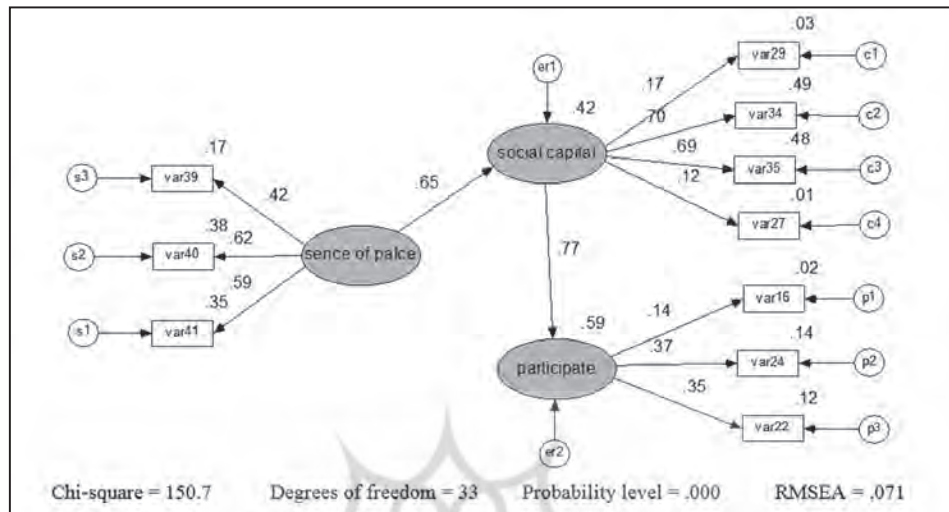 .03
er1
var29
c1
.17
.42
.49
.70
var34
c2
.17
social capital
.69
.48
s3
var39
var35
c3
.42
.65
.12
.01
.38
var27
c4
.62
s2
var40
sence of palce
.59
.77
.02
.35
var16
p1
s1
var41
.59
.14
.14
.37
participate
var24
p2
.35
.12
var22
p3
er2
Chi-square = 150.7 Degrees of freedom = 33 Probability level = .000 RMSEA = .071